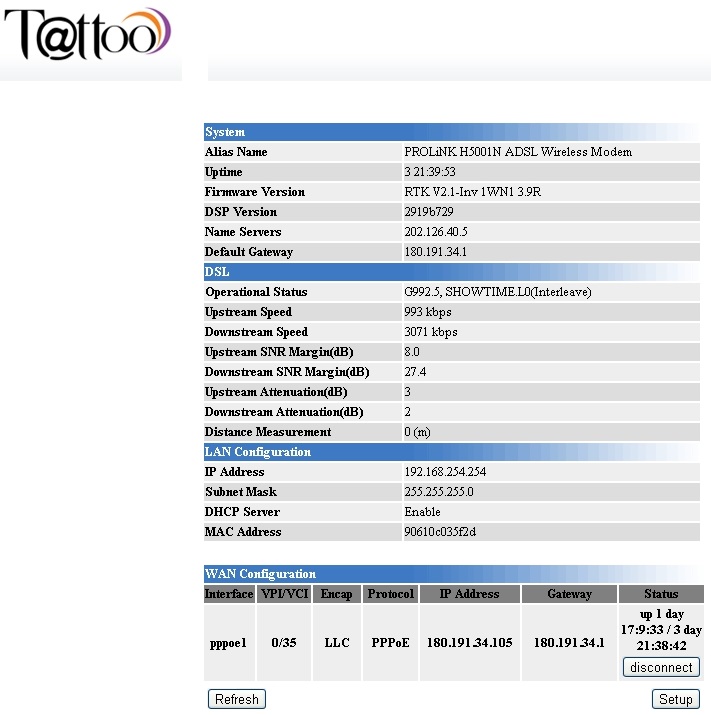 T@ttoo
System
Alias Name PROLiNK H5001N ADSL Wireless Modem
Uptime 3 21:39:53
Firmware Version RTK V2.1-Inv 1WN1 3.9R
DSP Version 2919b729
Name Servers 202.126.40.5
Default Gateway 180.191.34.1
DSL
Operational Status G992.5, SHOWTIME.L0(Interleave)
Upstream Speed 993 kbps
Downstream Speed 3071 kbps
Upstream SNR Margin(dB) 8.0
Downstream SNR Margin(dB) 27.4
Upstream Attenuation(dB) 3
Downstream Attenuation(dB) 2
Distance Measurement 0 (m)
LAN Configuration
IP Address 192.168.254.254
Subnet Mask 255.255.255.0
DHCP Server Enable
MAC Address 90610c035f2d
WAN Configuration
Interface VPI/VCI Encap Protocol IP Address Gateway Status
pppoe1 0/35 LLC PPPoE 180.191.34.105 180.191.34.1 up 1 day
17:9:33 / 3 day
21:38:42
disconnect
Refresh Setup